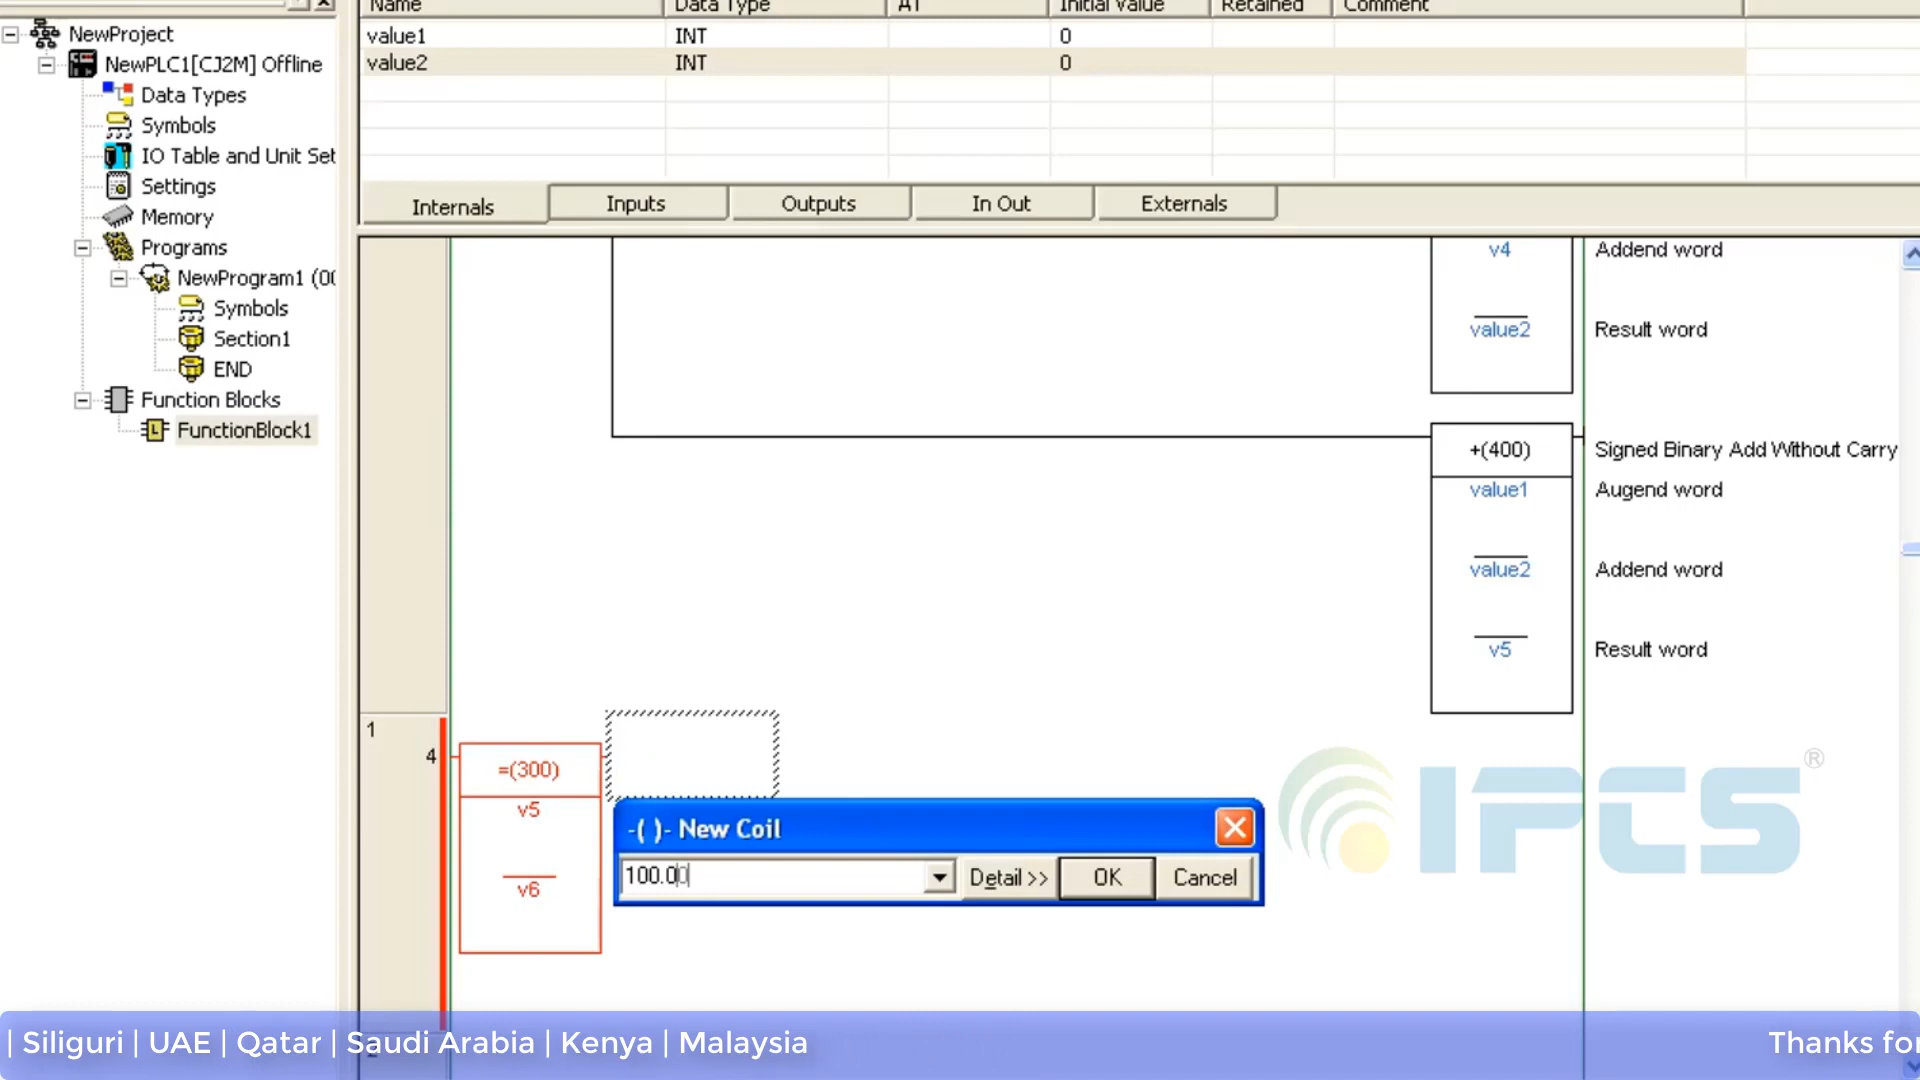 Name Data Type AT Initial Value Retained Comment
value1 INT 0
value2 INT 0
Internals Inputs Outputs In Out Externals
NewProject
NewPLC1[CJ2M] Offline
Data Types
Symbols
IO Table and Unit Set
Settings
Memory
Programs
NewProgram1 (00
Symbols
Section1
END
Function Blocks
FunctionBlock1
v4 Addend word
value2 Result word
+(400) Signed Binary Add Without Carry
value1 Augend word
value2 Addend word
v5 Result word
1
4
=(300)
v5
v6
-( )- New Coil
100.00 Detail >> OK Cancel
IPCS ®
| Siliguri | UAE | Qatar | Saudi Arabia | Kenya | Malaysia
Thanks for